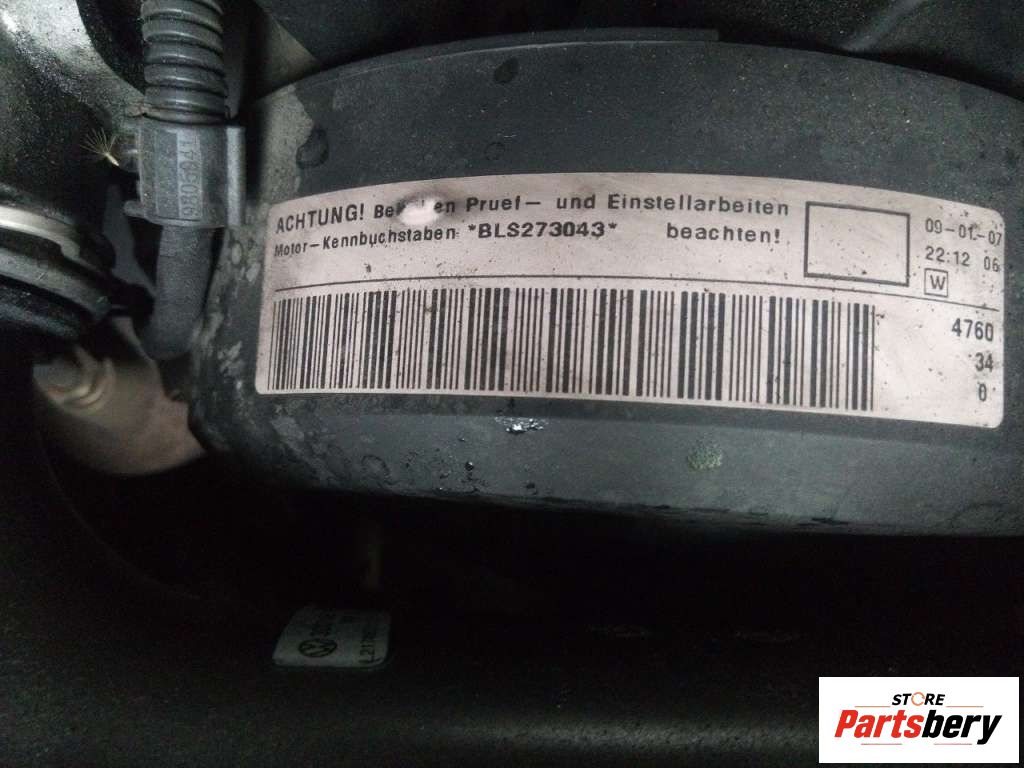 ACHTUNG! Bei en Pruef- und Einstellarbeiten
Motor-Kennbuchstaben *BLS273043* beachten!
09-01-07
22:12 06
W
4760
34
0
STORE
Partsbery